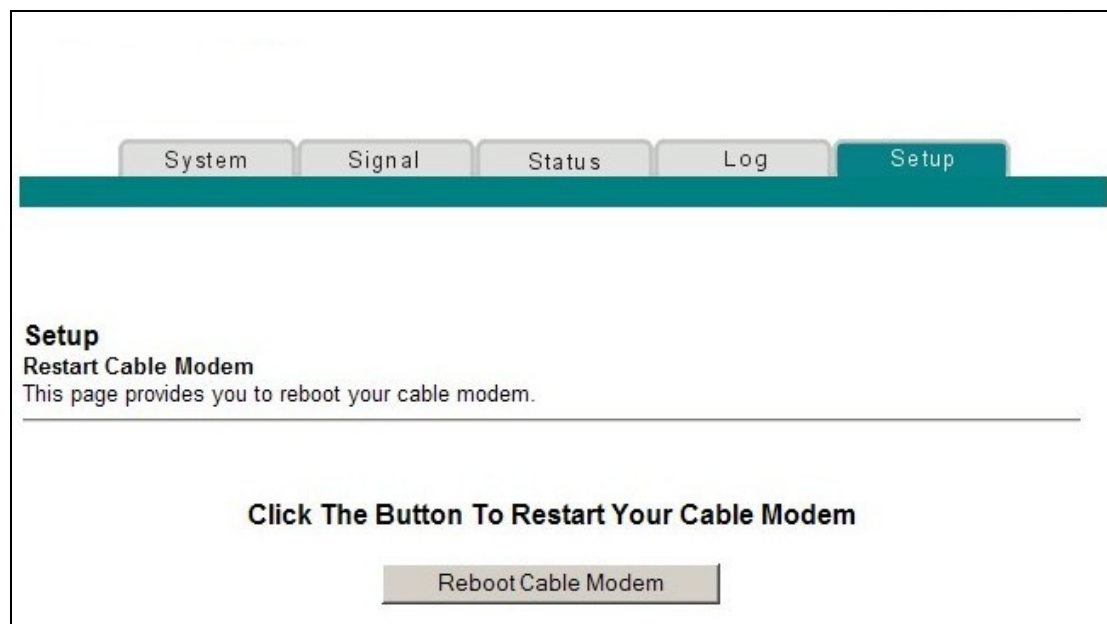 System Signal Status Log Setup
Setup
Restart Cable Modem
This page provides you to reboot your cable modem.
Click The Button To Restart Your Cable Modem
Reboot Cable Modem